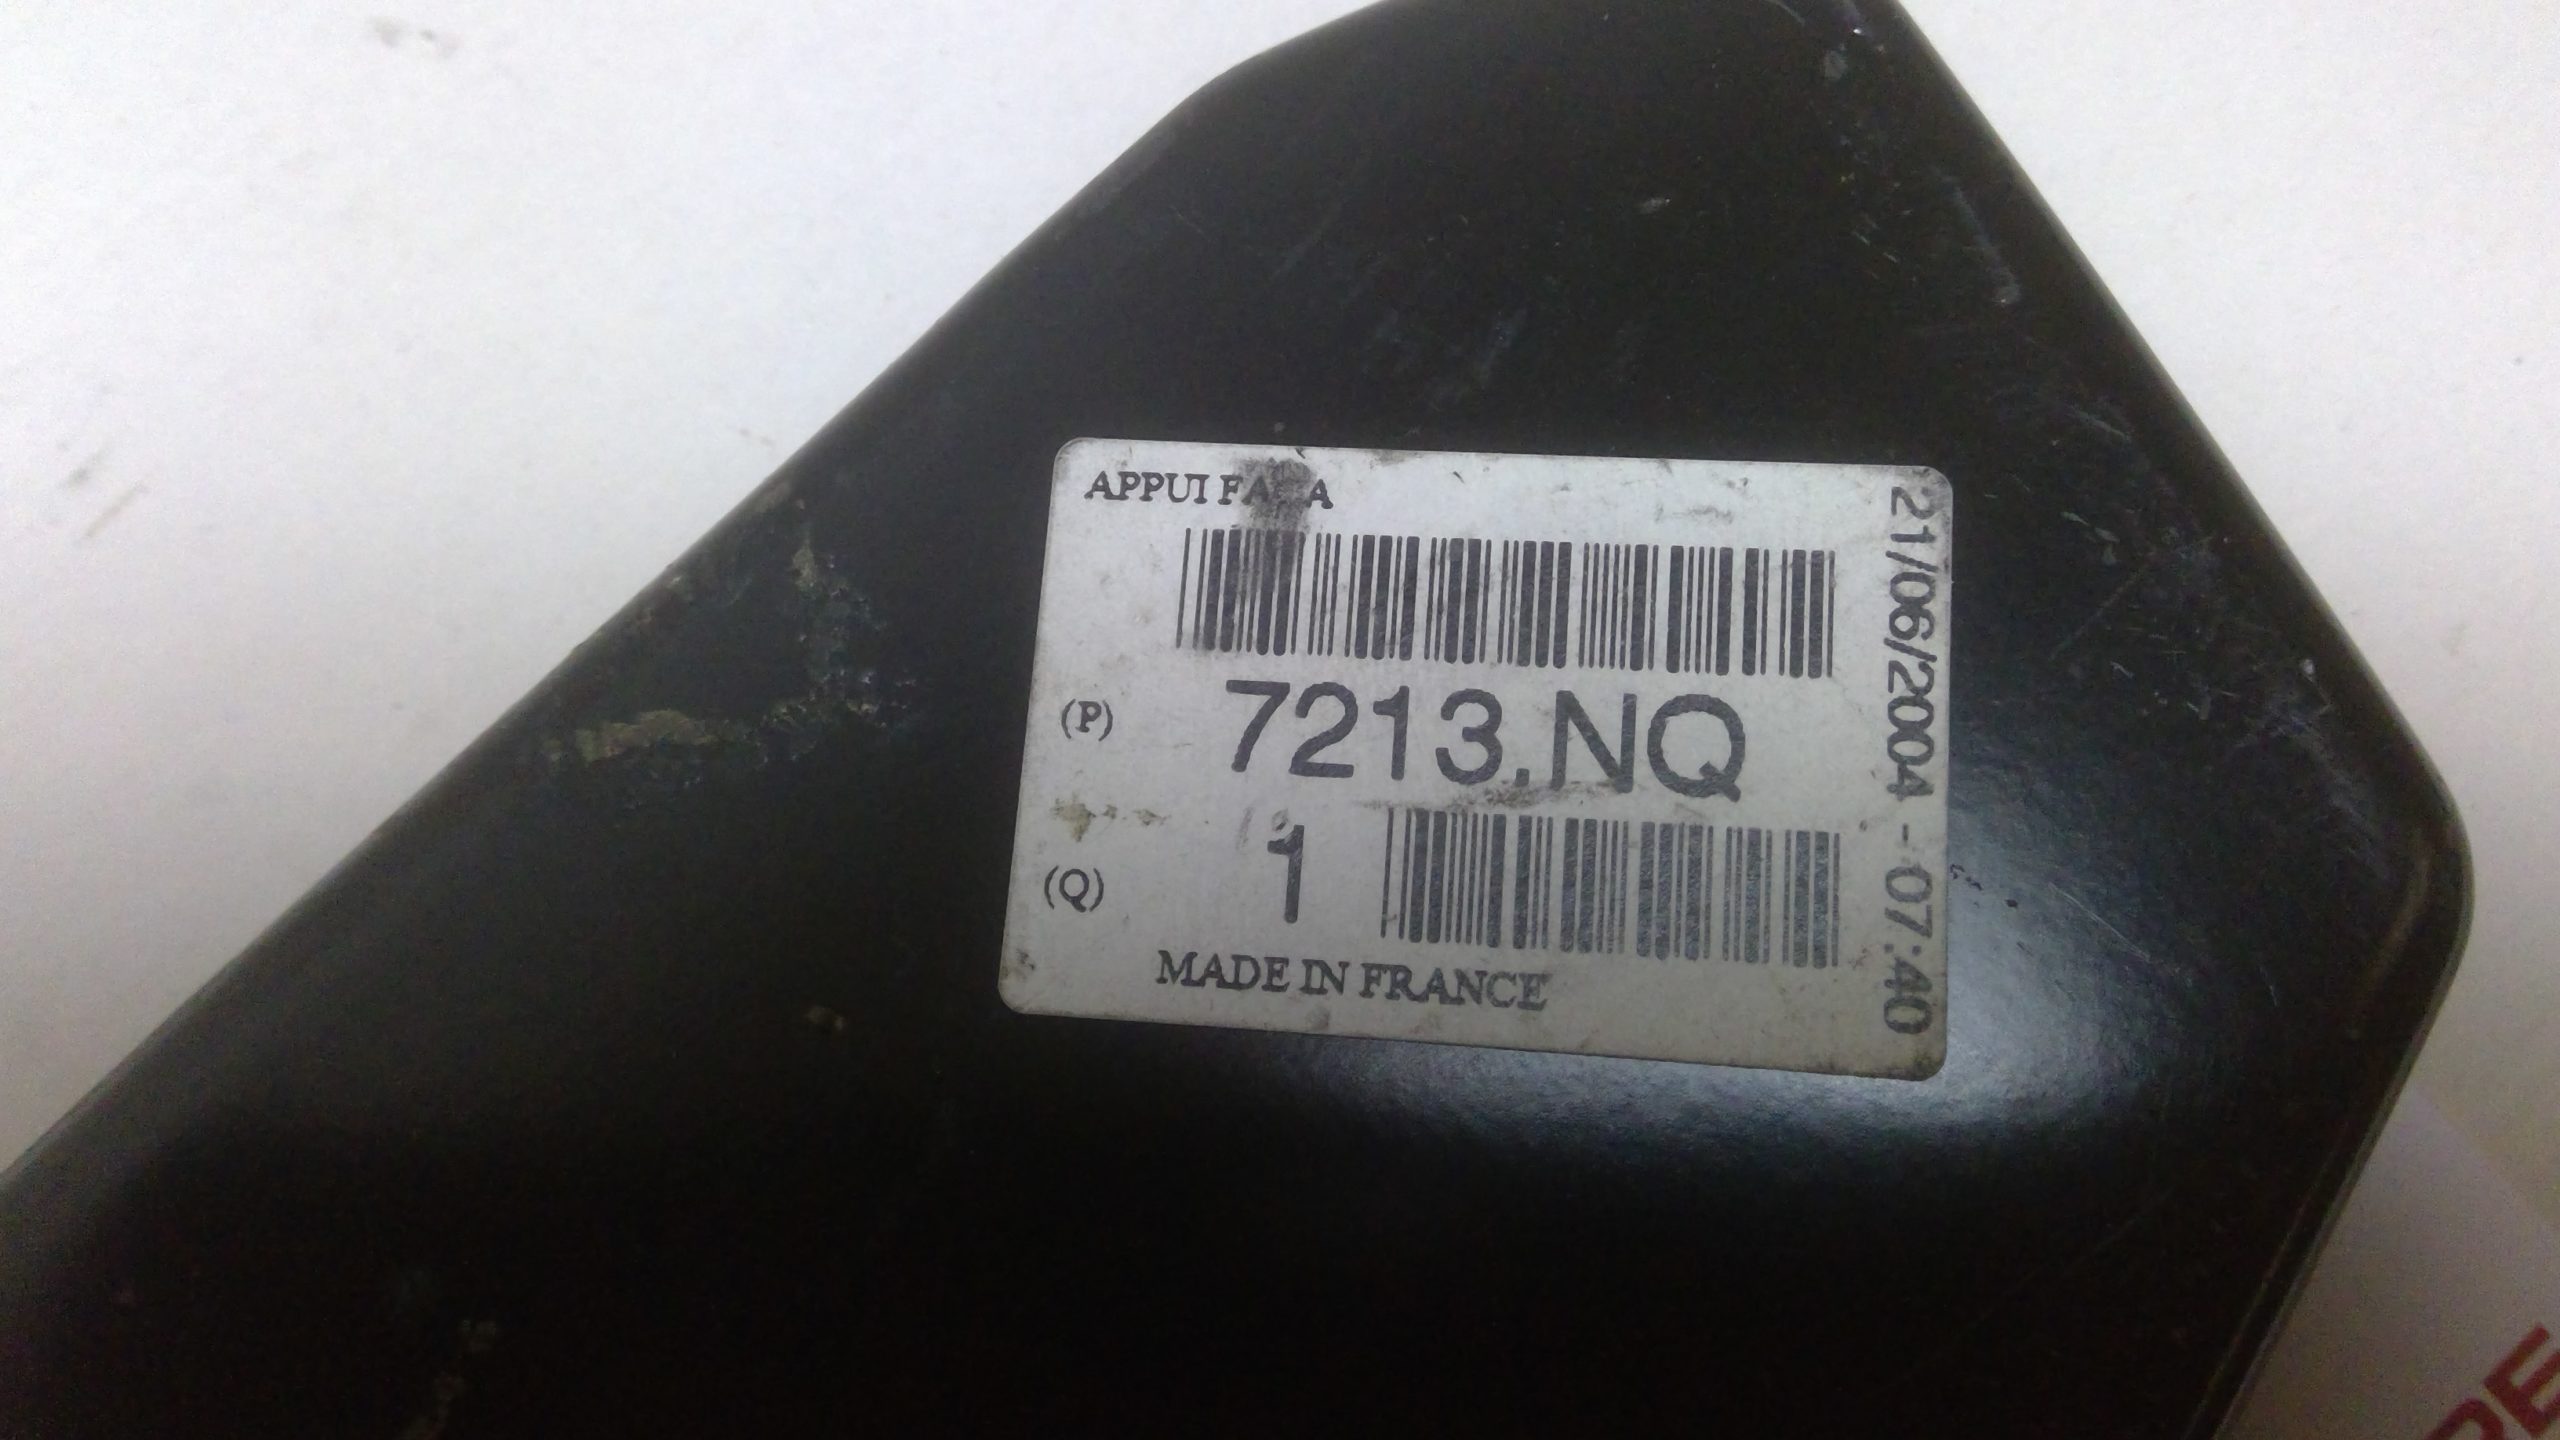 APPUI
(P) 7213.NQ
(Q) 1
MADE IN FRANCE
21/06/2004 - 07:40